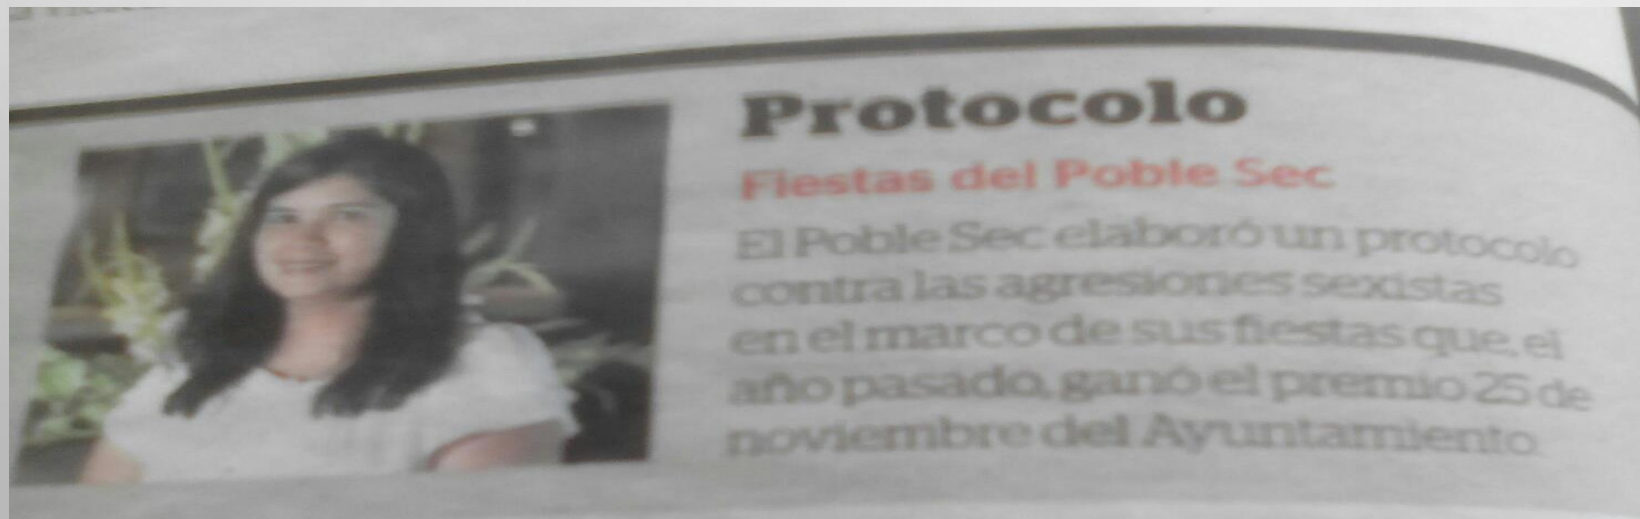 Protocolo
Fiestas del Poble Sec
El Poble Sec elaboró un protocolo
contra las agresiones sexistas
en el marco de sus fiestas que, el
año pasado, ganó el premio 25 de
noviembre del Ayuntamiento